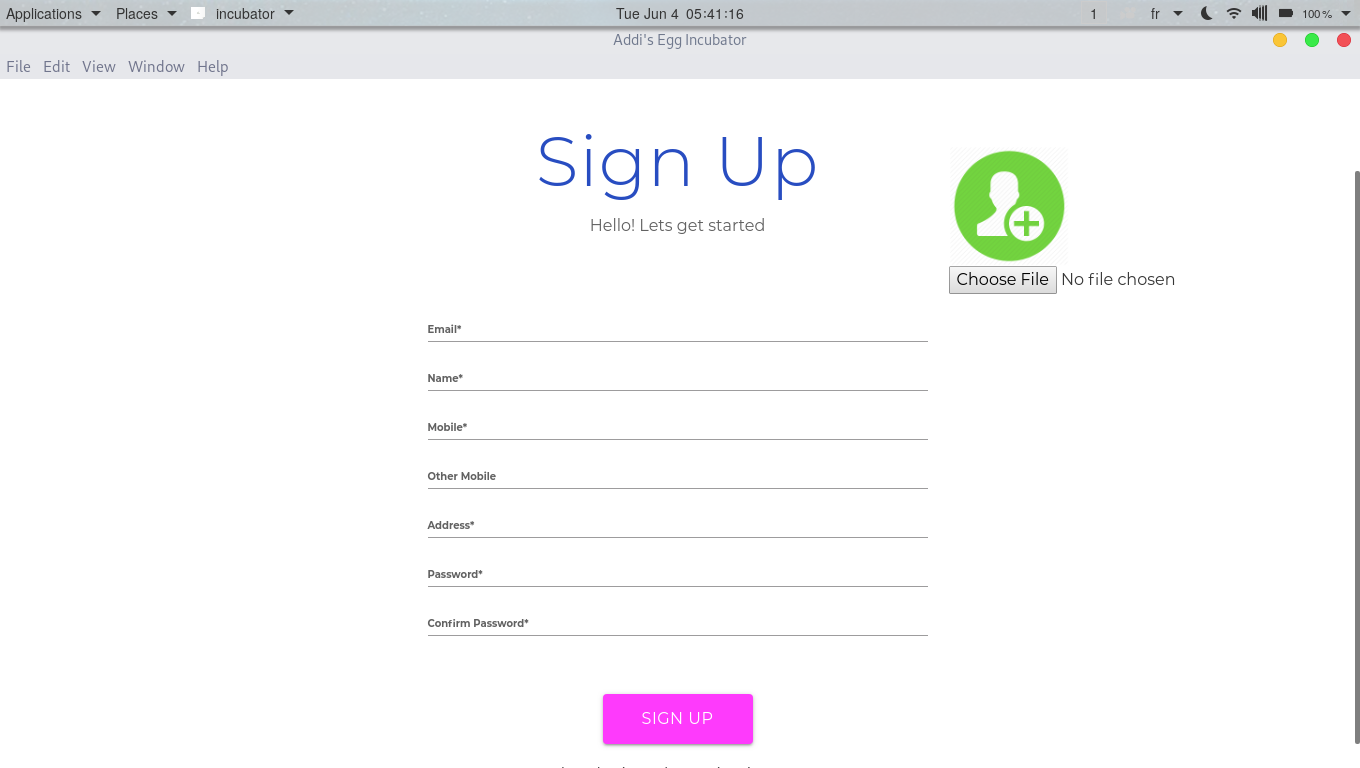 Applications Places incubator Tue Jun 4 05:41:16 1 fr 100 %
Addi's Egg Incubator
File Edit View Window Help
Sign Up
Hello! Lets get started
Choose File No file chosen
Email*
Name*
Mobile*
Other Mobile
Address*
Password*
Confirm Password*
SIGN UP